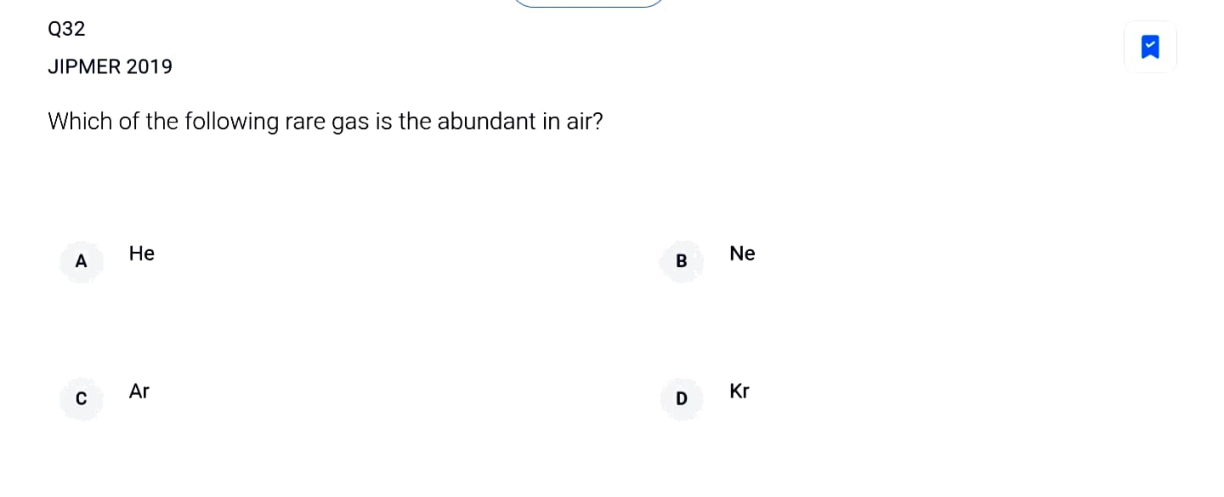 Q32
JIPMER 2019
Which of the following rare gas is the abundant in air?
A He
B Ne
C Ar
D Kr